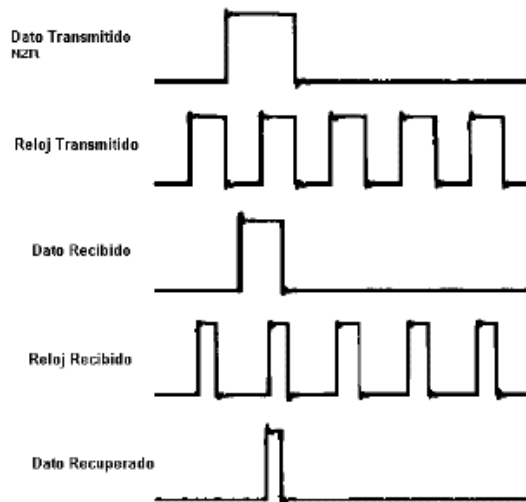 Dato Transmitido
NZR
Reloj Transmitido
Dato Recibido
Reloj Recibido
Dato Recuperado